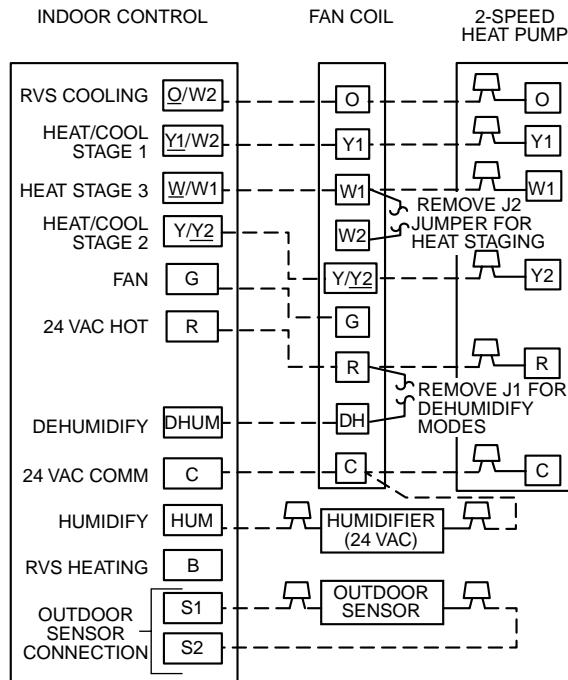 INDOOR CONTROL
FAN COIL
2-SPEED
HEAT PUMP
RVS COOLING
O/W2
O
O
HEAT/COOL
STAGE 1
Y1/W2
Y1
Y1
HEAT STAGE 3
W/W1
W1
W1
REMOVE J2
JUMPER FOR
HEAT STAGING
HEAT/COOL
STAGE 2
Y/Y2
W2
Y/Y2
Y2
FAN
G
G
24 VAC HOT
R
R
R
REMOVE J1 FOR
DEHUMIDIFY
MODES
DEHUMIDIFY
DHUM
DH
24 VAC COMM
C
C
C
HUMIDIFY
HUM
HUMIDIFIER
(24 VAC)
RVS HEATING
B
OUTDOOR
SENSOR
CONNECTION
S1
S2
OUTDOOR
SENSOR